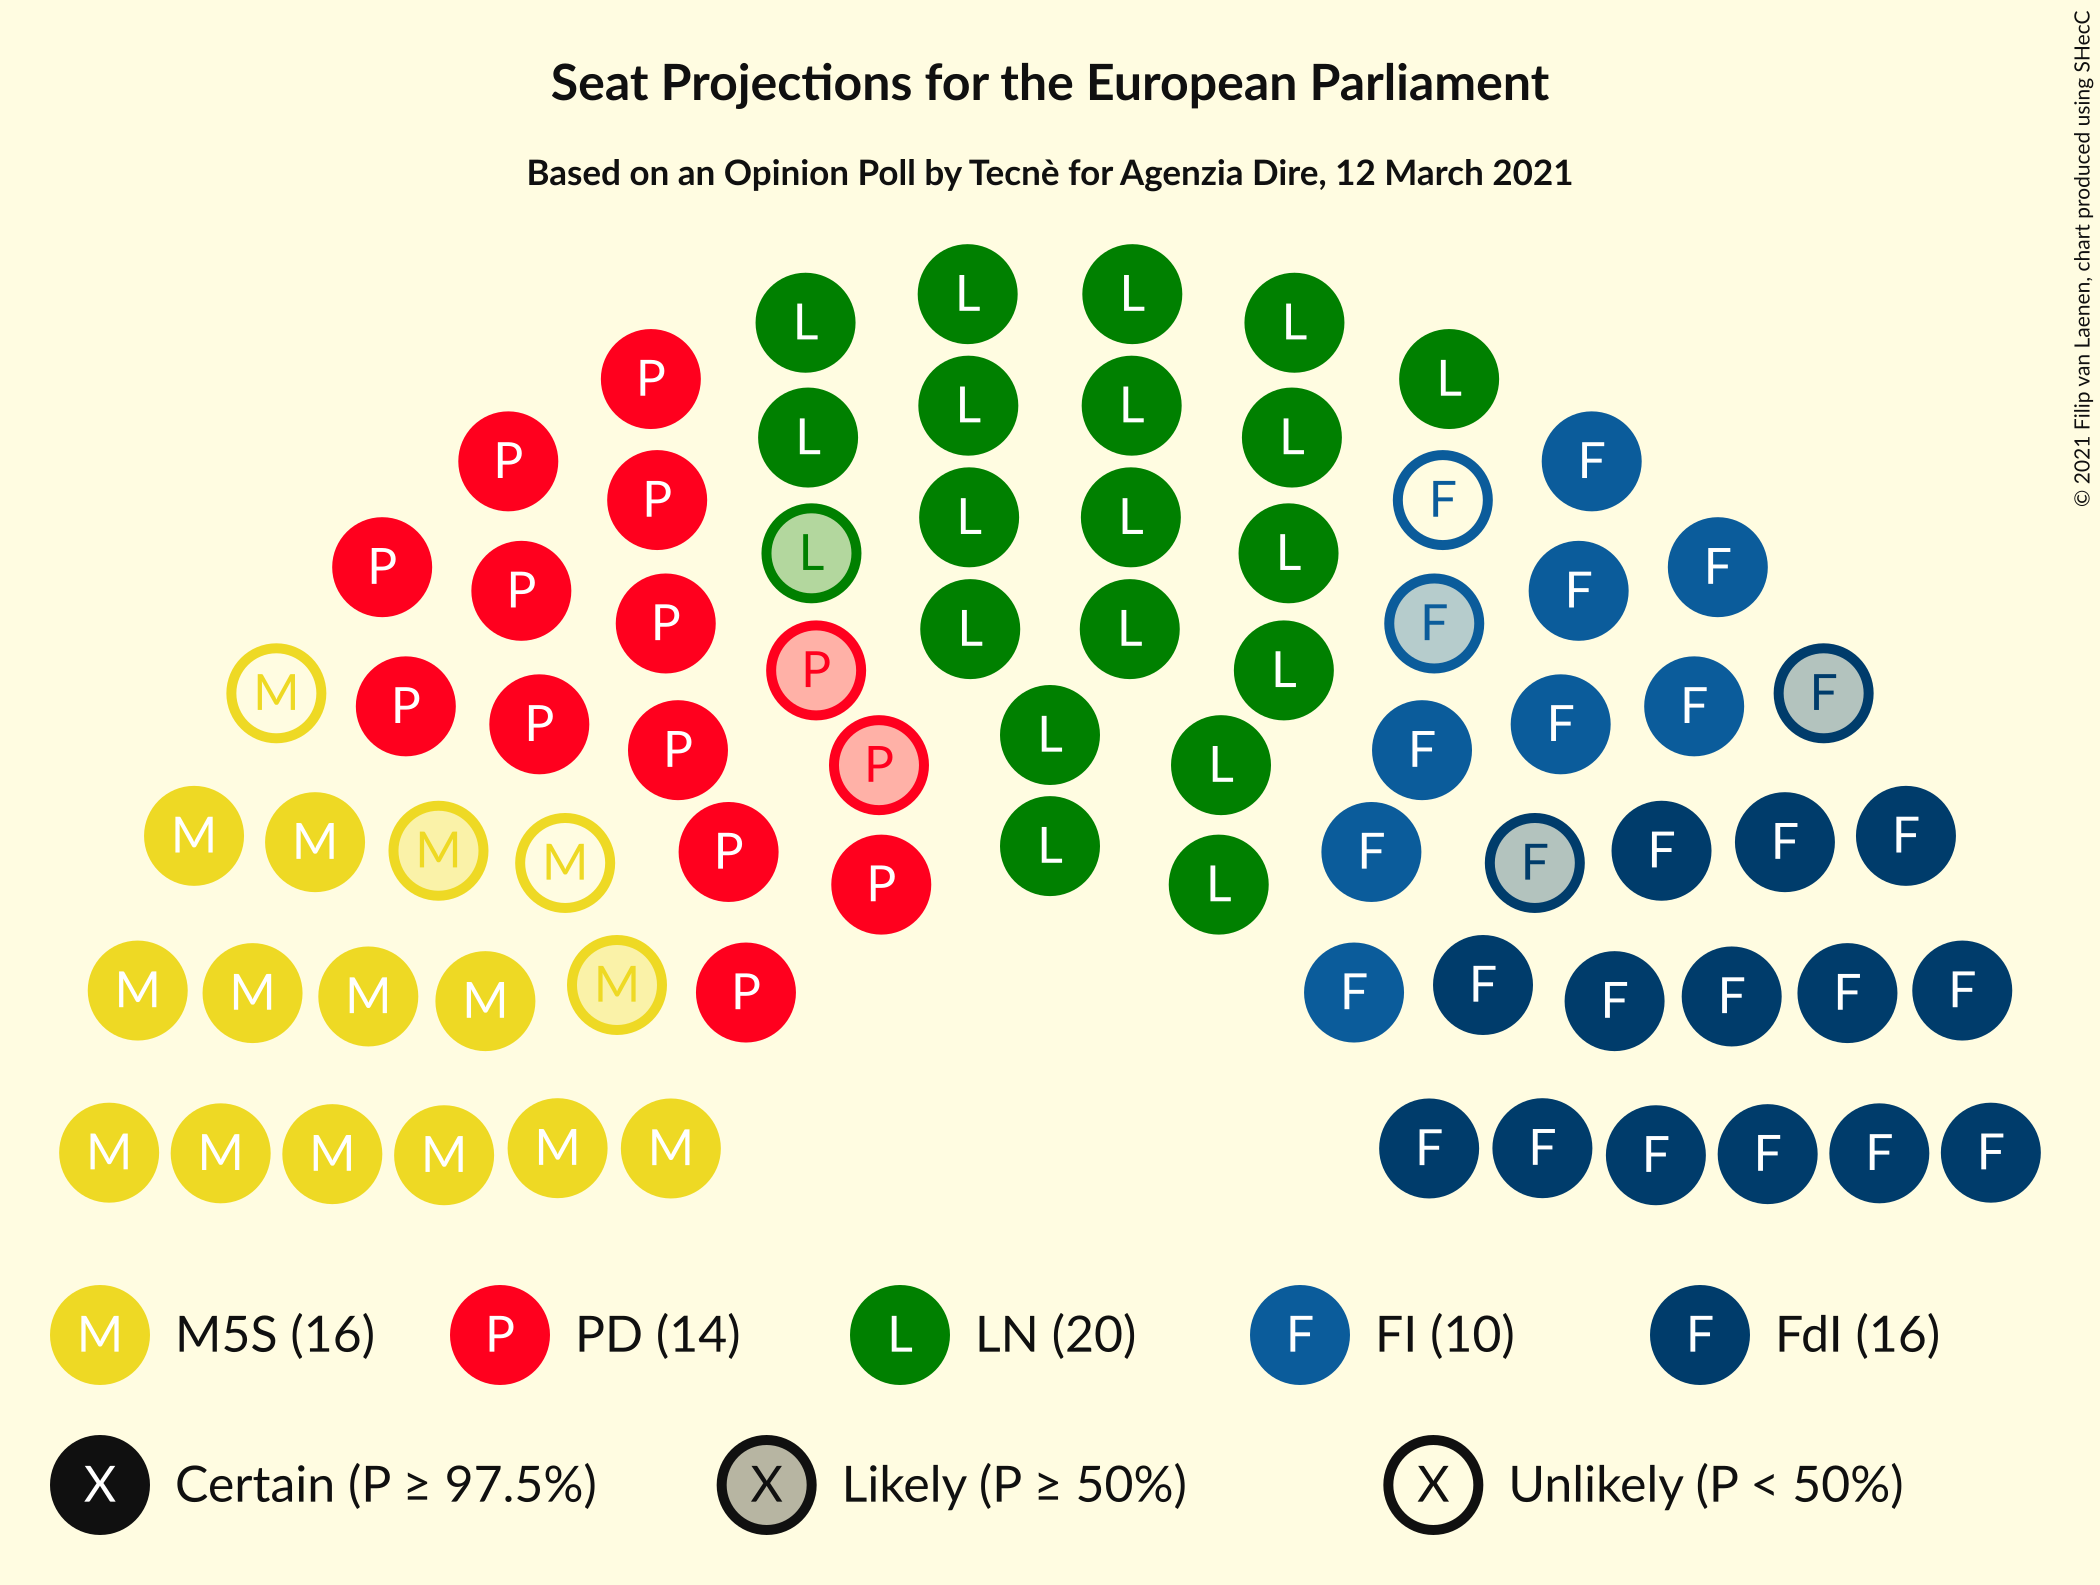 Seat Projections for the European Parliament
Based on an Opinion Poll by Tecnè for Agenzia Dire, 12 March 2021
© 2021 Filip van Laenen, chart produced using SHecC
L L
L L
P L
L L
L L
P F
P F
L L
L L
P F
P F
P F
L L
P L
M F
P F
P F
L
P F
P L
M M M M P P L L F F F F F
M M M M M P F F F F F F
M M M M M M F F F F F F
M M5S (16) P PD (14) L LN (20) F FI (10) F FdI (16)
X Certain (P ≥ 97.5%) X Likely (P ≥ 50%) X Unlikely (P < 50%)